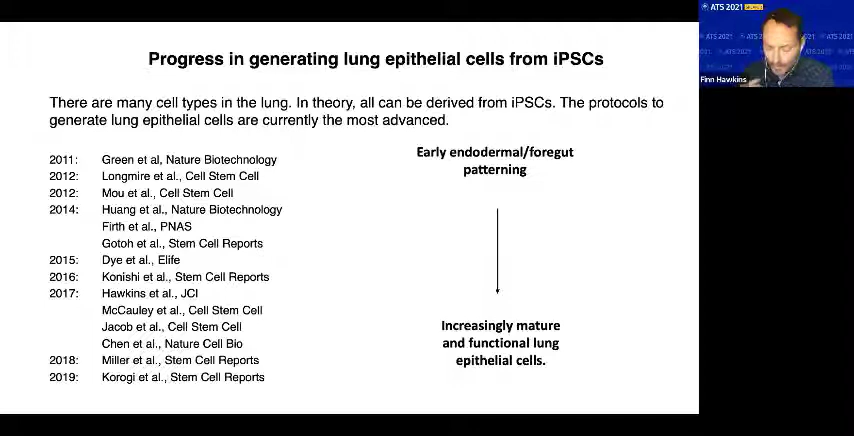 Progress in generating lung epithelial cells from iPSCs
There are many cell types in the lung. In theory, all can be derived from iPSCs. The protocols to
generate lung epithelial cells are currently the most advanced.
2011: Green et al, Nature Biotechnology
2012: Longmire et al., Cell Stem Cell
2012: Mou et al., Cell Stem Cell
2014: Huang et al., Nature Biotechnology
Firth et al., PNAS
Gotoh et al., Stem Cell Reports
2015: Dye et al., Elife
2016: Konishi et al., Stem Cell Reports
2017: Hawkins et al., JCI
McCauley et al., Cell Stem Cell
Jacob et al., Cell Stem Cell
Chen et al., Nature Cell Bio
2018: Miller et al., Stem Cell Reports
2019: Korogi et al., Stem Cell Reports
Early endodermal/foregut
patterning
Increasingly mature
and functional lung
epithelial cells.
ATS 2021
Finn Hawkins